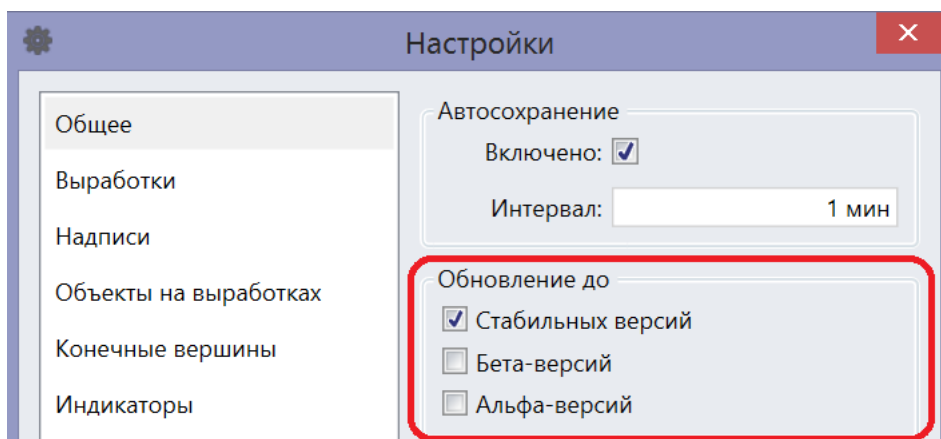 Настройки
Общее
Выработки
Надписи
Объекты на выработках
Конечные вершины
Индикаторы
Автосохранение
Включено:
Интервал: 1 мин
Обновление до
Стабильных версий
Бета-версий
Альфа-версий